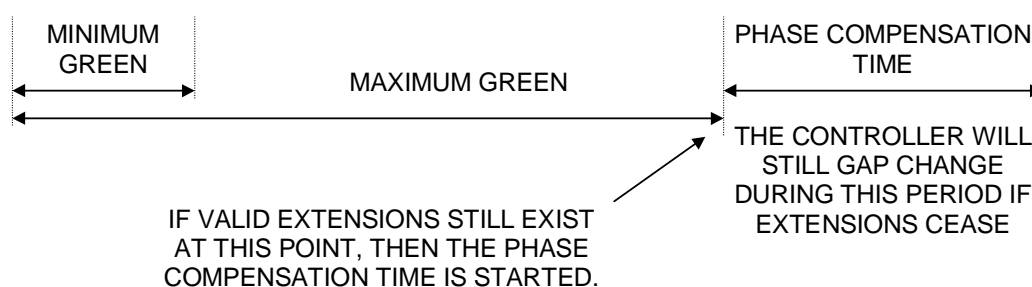 MINIMUM
GREEN
MAXIMUM GREEN
PHASE COMPENSATION
TIME
THE CONTROLLER WILL
STILL GAP CHANGE
DURING THIS PERIOD IF
EXTENSIONS CEASE
IF VALID EXTENSIONS STILL EXIST
AT THIS POINT, THEN THE PHASE
COMPENSATION TIME IS STARTED.